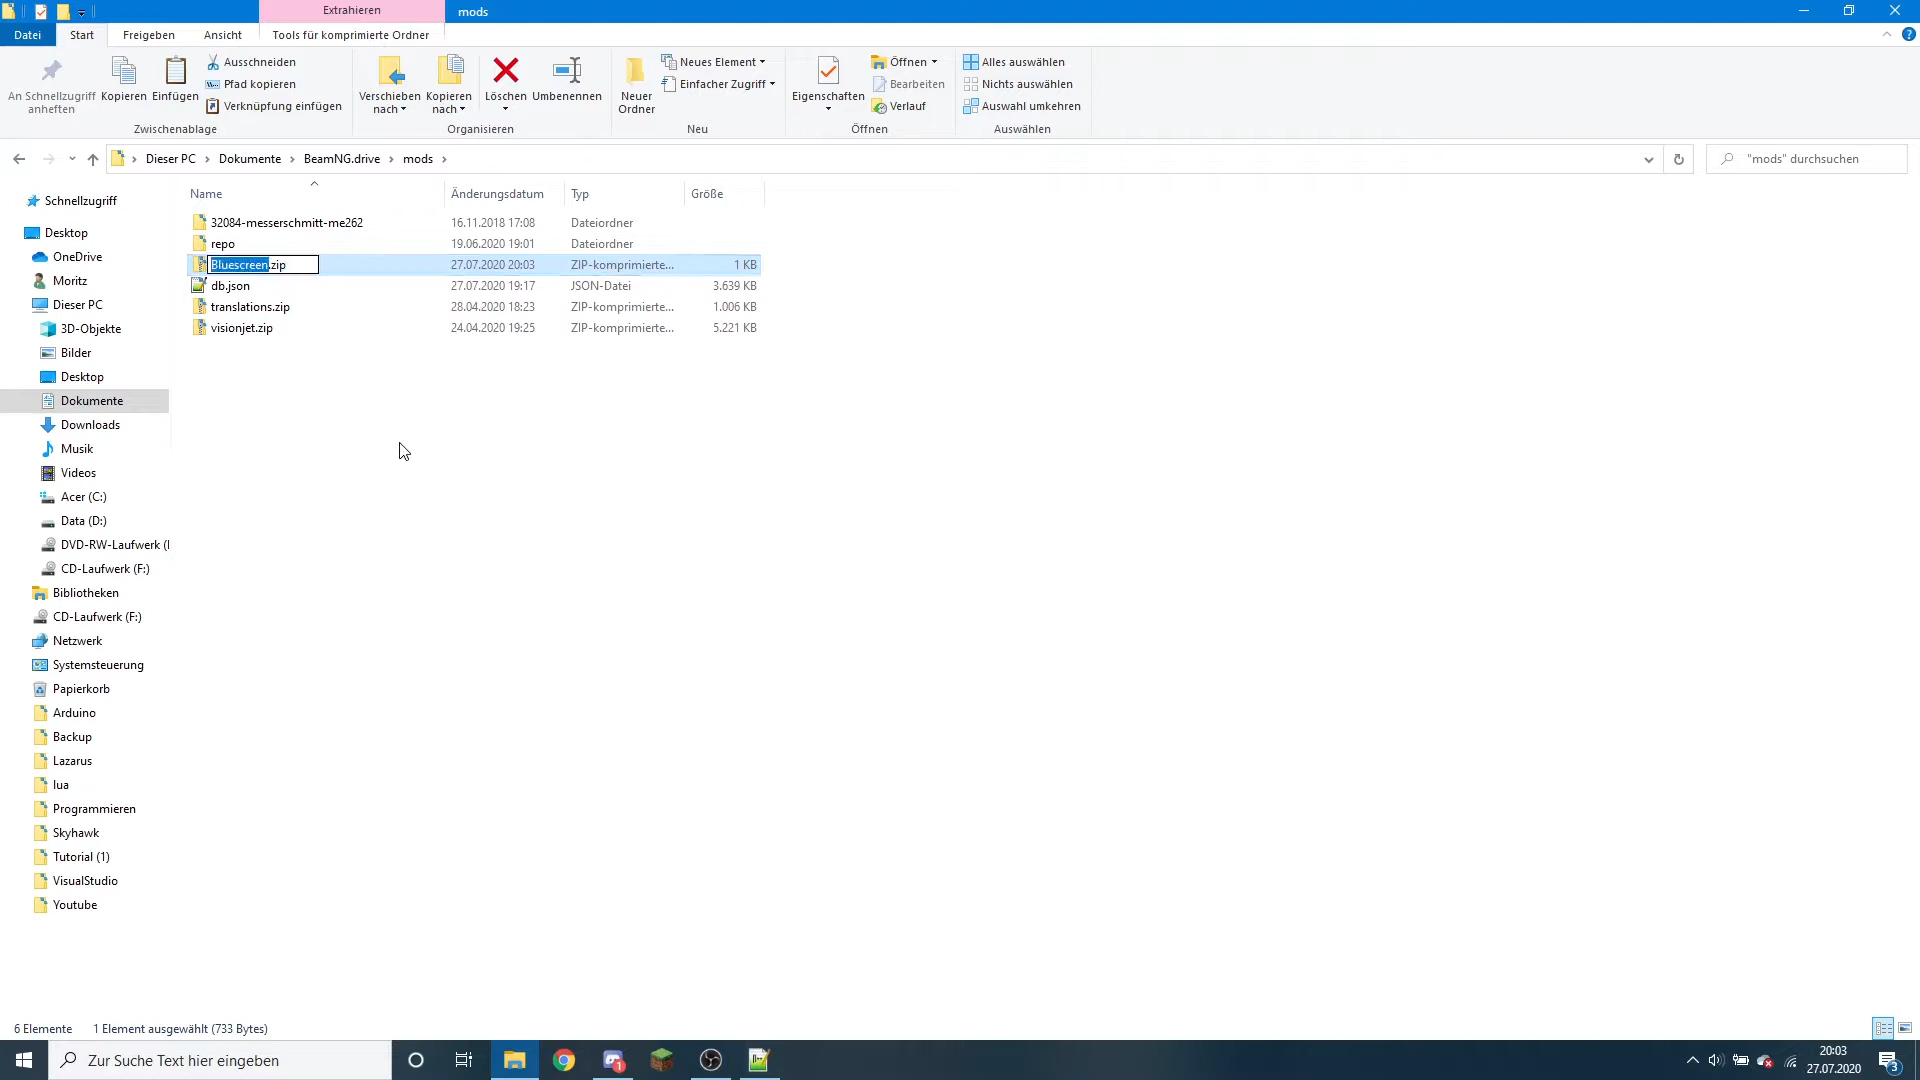 Extrahieren
mods
Datei
Start
Freigeben
Ansicht
Tools für komprimierte Ordner
An Schnellzugriff anheften
Kopieren
Einfügen
Ausschneiden
Pfad kopieren
Verknüpfung einfügen
Zwischenablage
Verschieben nach
Kopieren nach
Löschen
Umbenennen
Organisieren
Neuer Ordner
Neues Element
Einfacher Zugriff
Neu
Eigenschaften
Öffnen
Bearbeiten
Verlauf
Öffnen
Alles auswählen
Nichts auswählen
Auswahl umkehren
Auswählen
Dieser PC
Dokumente
BeamNG.drive
mods
"mods" durchsuchen
Name
Änderungsdatum
Typ
Größe
32084-messerschmitt-me262 16.11.2018 17:08 Dateiordner
repo 19.06.2020 19:01 Dateiordner
Bluescreen.zip 27.07.2020 20:03 ZIP-komprimierte... 1 KB
db.json 27.07.2020 19:17 JSON-Datei 3.639 KB
translations.zip 28.04.2020 18:23 ZIP-komprimierte... 1.006 KB
visionjet.zip 24.04.2020 19:25 ZIP-komprimierte... 5.221 KB
Schnellzugriff
Desktop
OneDrive
Moritz
Dieser PC
3D-Objekte
Bilder
Desktop
Dokumente
Downloads
Musik
Videos
Acer (C:)
Data (D:)
DVD-RW-Laufwerk (
CD-Laufwerk (F:)
Bibliotheken
CD-Laufwerk (F:)
Netzwerk
Systemsteuerung
Papierkorb
Arduino
Backup
Lazarus
lua
Programmieren
Skyhawk
Tutorial (1)
VisualStudio
Youtube
6 Elemente
1 Element ausgewählt (733 Bytes)
Zur Suche Text hier eingeben
1
20:03
27.07.2020
3